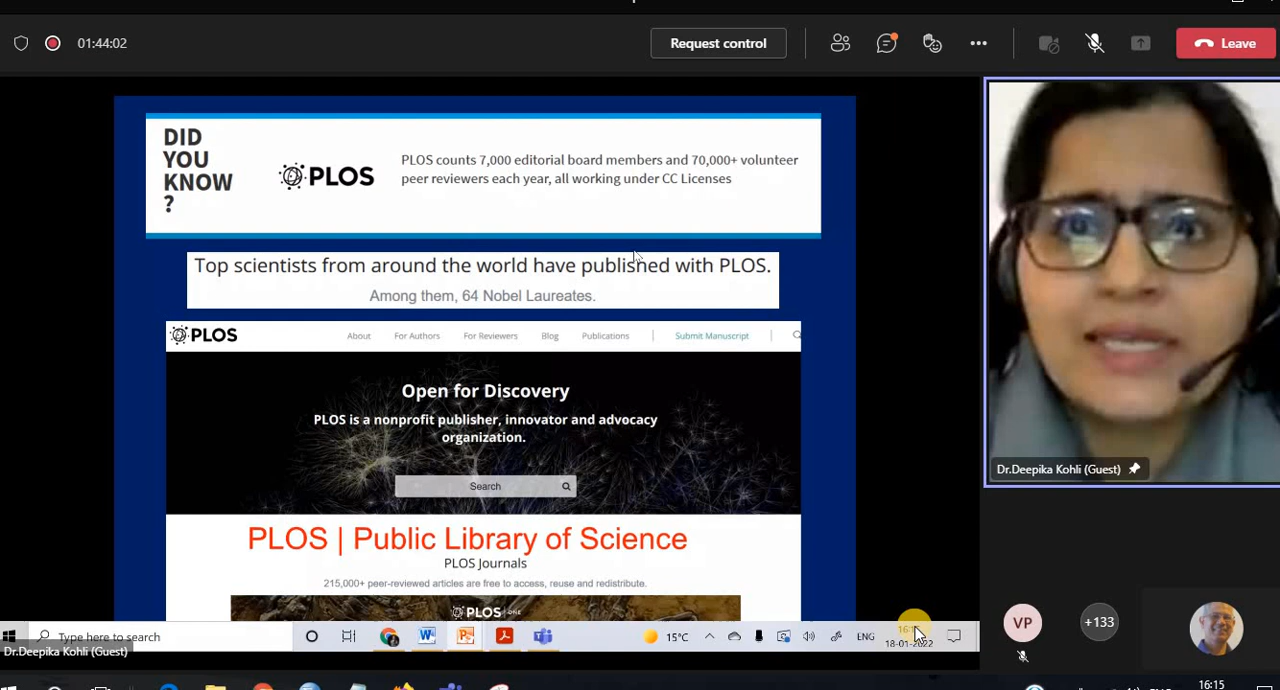 01:44:02
Request control
Leave
DID
YOU
KNOW
?
PLOS
PLOS counts 7,000 editorial board members and 70,000+ volunteer
peer reviewers each year, all working under CC Licenses
Top scientists from around the world have published with PLOS.
Among them, 64 Nobel Laureates.
PLOS
About For Authors For Reviewers Blog Publications Submit Manuscript
Open for Discovery
PLOS is a nonprofit publisher, innovator and advocacy
organization.
Search
PLOS | Public Library of Science
PLOS Journals
215,000+ peer-reviewed articles are free to access, reuse and redistribute.
PLOS ONE
Dr.Deepika Kohli (Guest)
VP
+133
Type here to search
15°C
ENG
18-01-2022
Dr.Deepika Kohli (Guest)
16:15